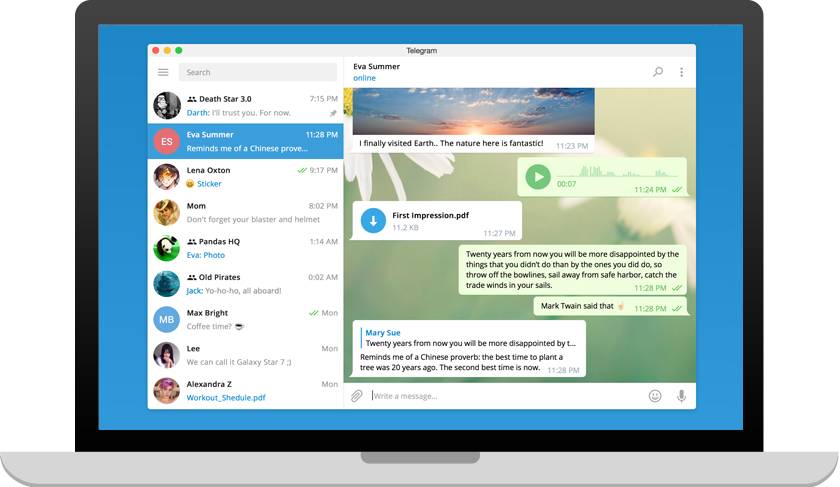 Telegram
Search
Death Star 3.0 7:15 PM
Darth: I'll trust you. For now.
ES
Eva Summer 11:28 PM
Reminds me of a Chinese prove...
Lena Oxton 9:17 PM
Sticker
Mom 8:02 PM
Don't forget your blaster and helmet
Pandas HQ 1:14 AM
Eva: Photo
Old Pirates 0:02 AM
Jack: Yo-ho-ho, all aboard!
MB
Max Bright Mon
Coffee time? ☕
Lee Mon
We can call it Galaxy Star 7 ;)
Alexandra Z Mon
Workout_Shedule.pdf
Eva Summer
online
I finally visited Earth.. The nature here is fantastic! 11:23 PM
00:07 11:24 PM
First Impression.pdf
11.2 KB
11:27 PM
Twenty years from now you will be more disappointed by the
things that you didn't do than by the ones you did do, so
throw off the bowlines, sail away from safe harbor, catch the
trade winds in your sails.
11:28 PM
Mark Twain said that ☝ 11:28 PM
Mary Sue
Twenty years from now you will be more disappointed by t...
Reminds me of a Chinese proverb: the best time to plant a
tree was 20 years ago. The second best time is now. 11:28 PM
Write a message...